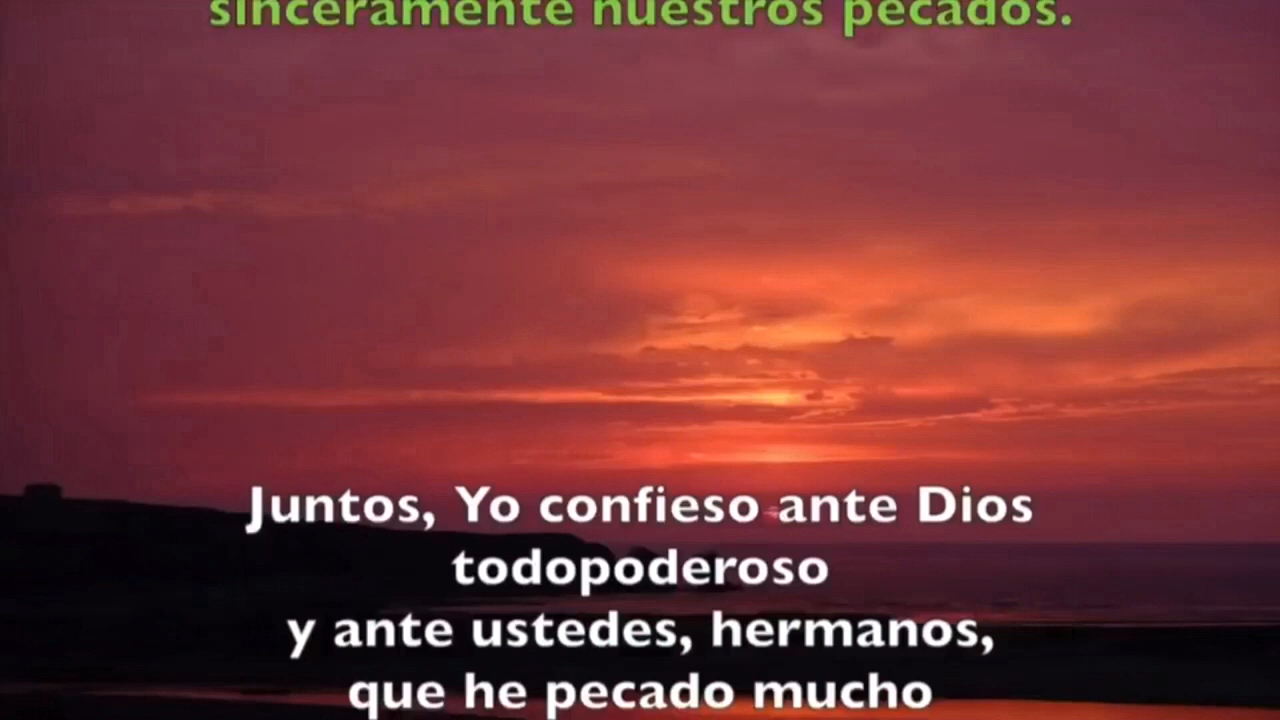 sinceramente nuestros pecados.
Juntos, Yo confieso ante Dios
todopoderoso
y ante ustedes, hermanos,
que he pecado mucho